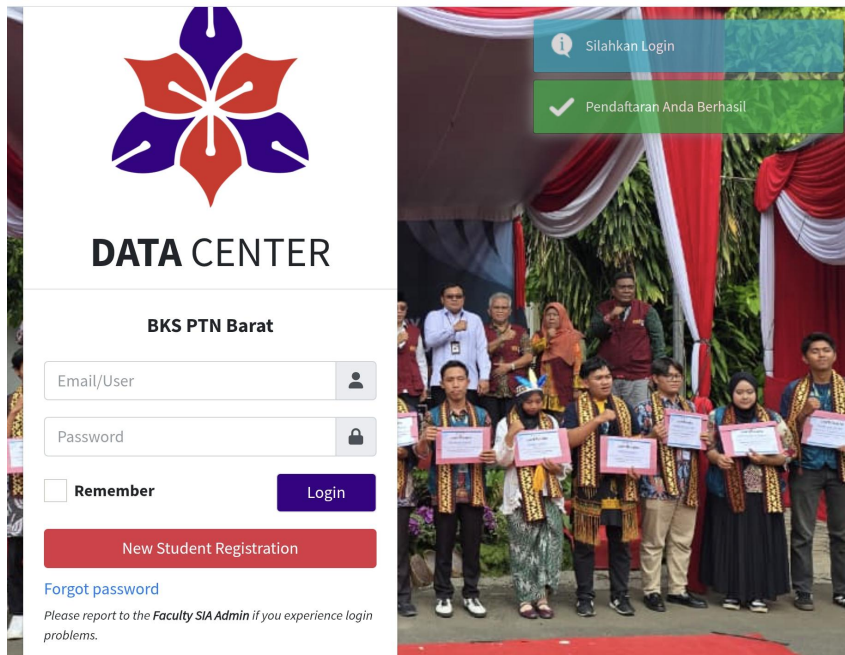 DATA CENTER
BKS PTN Barat
Email/User
Password
Remember
Login
New Student Registration
Forgot password
Please report to the Faculty SIA Admin if you experience login
problems.
Silahkan Login
Pendaftaran Anda Berhasil